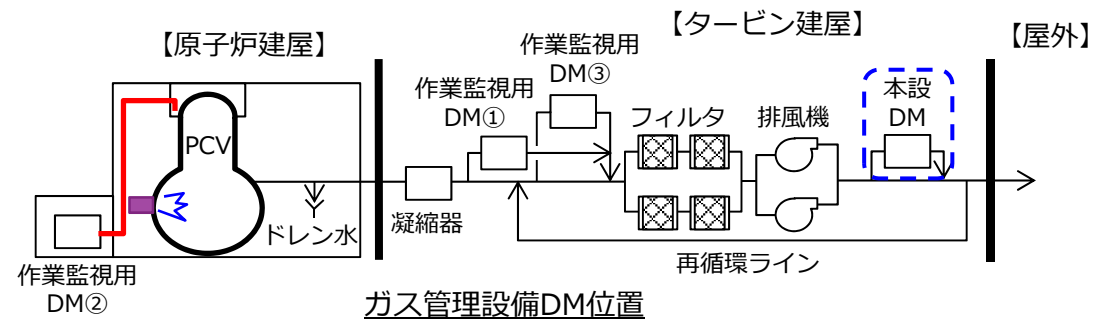 【原子炉建屋】
【タービン建屋】
【屋外】
作業監視用
DM③
作業監視用
DM①
フィルタ
排風機
本設
DM
PCV
ドレン水
凝縮器
再循環ライン
作業監視用
DM②
ガス管理設備DM位置